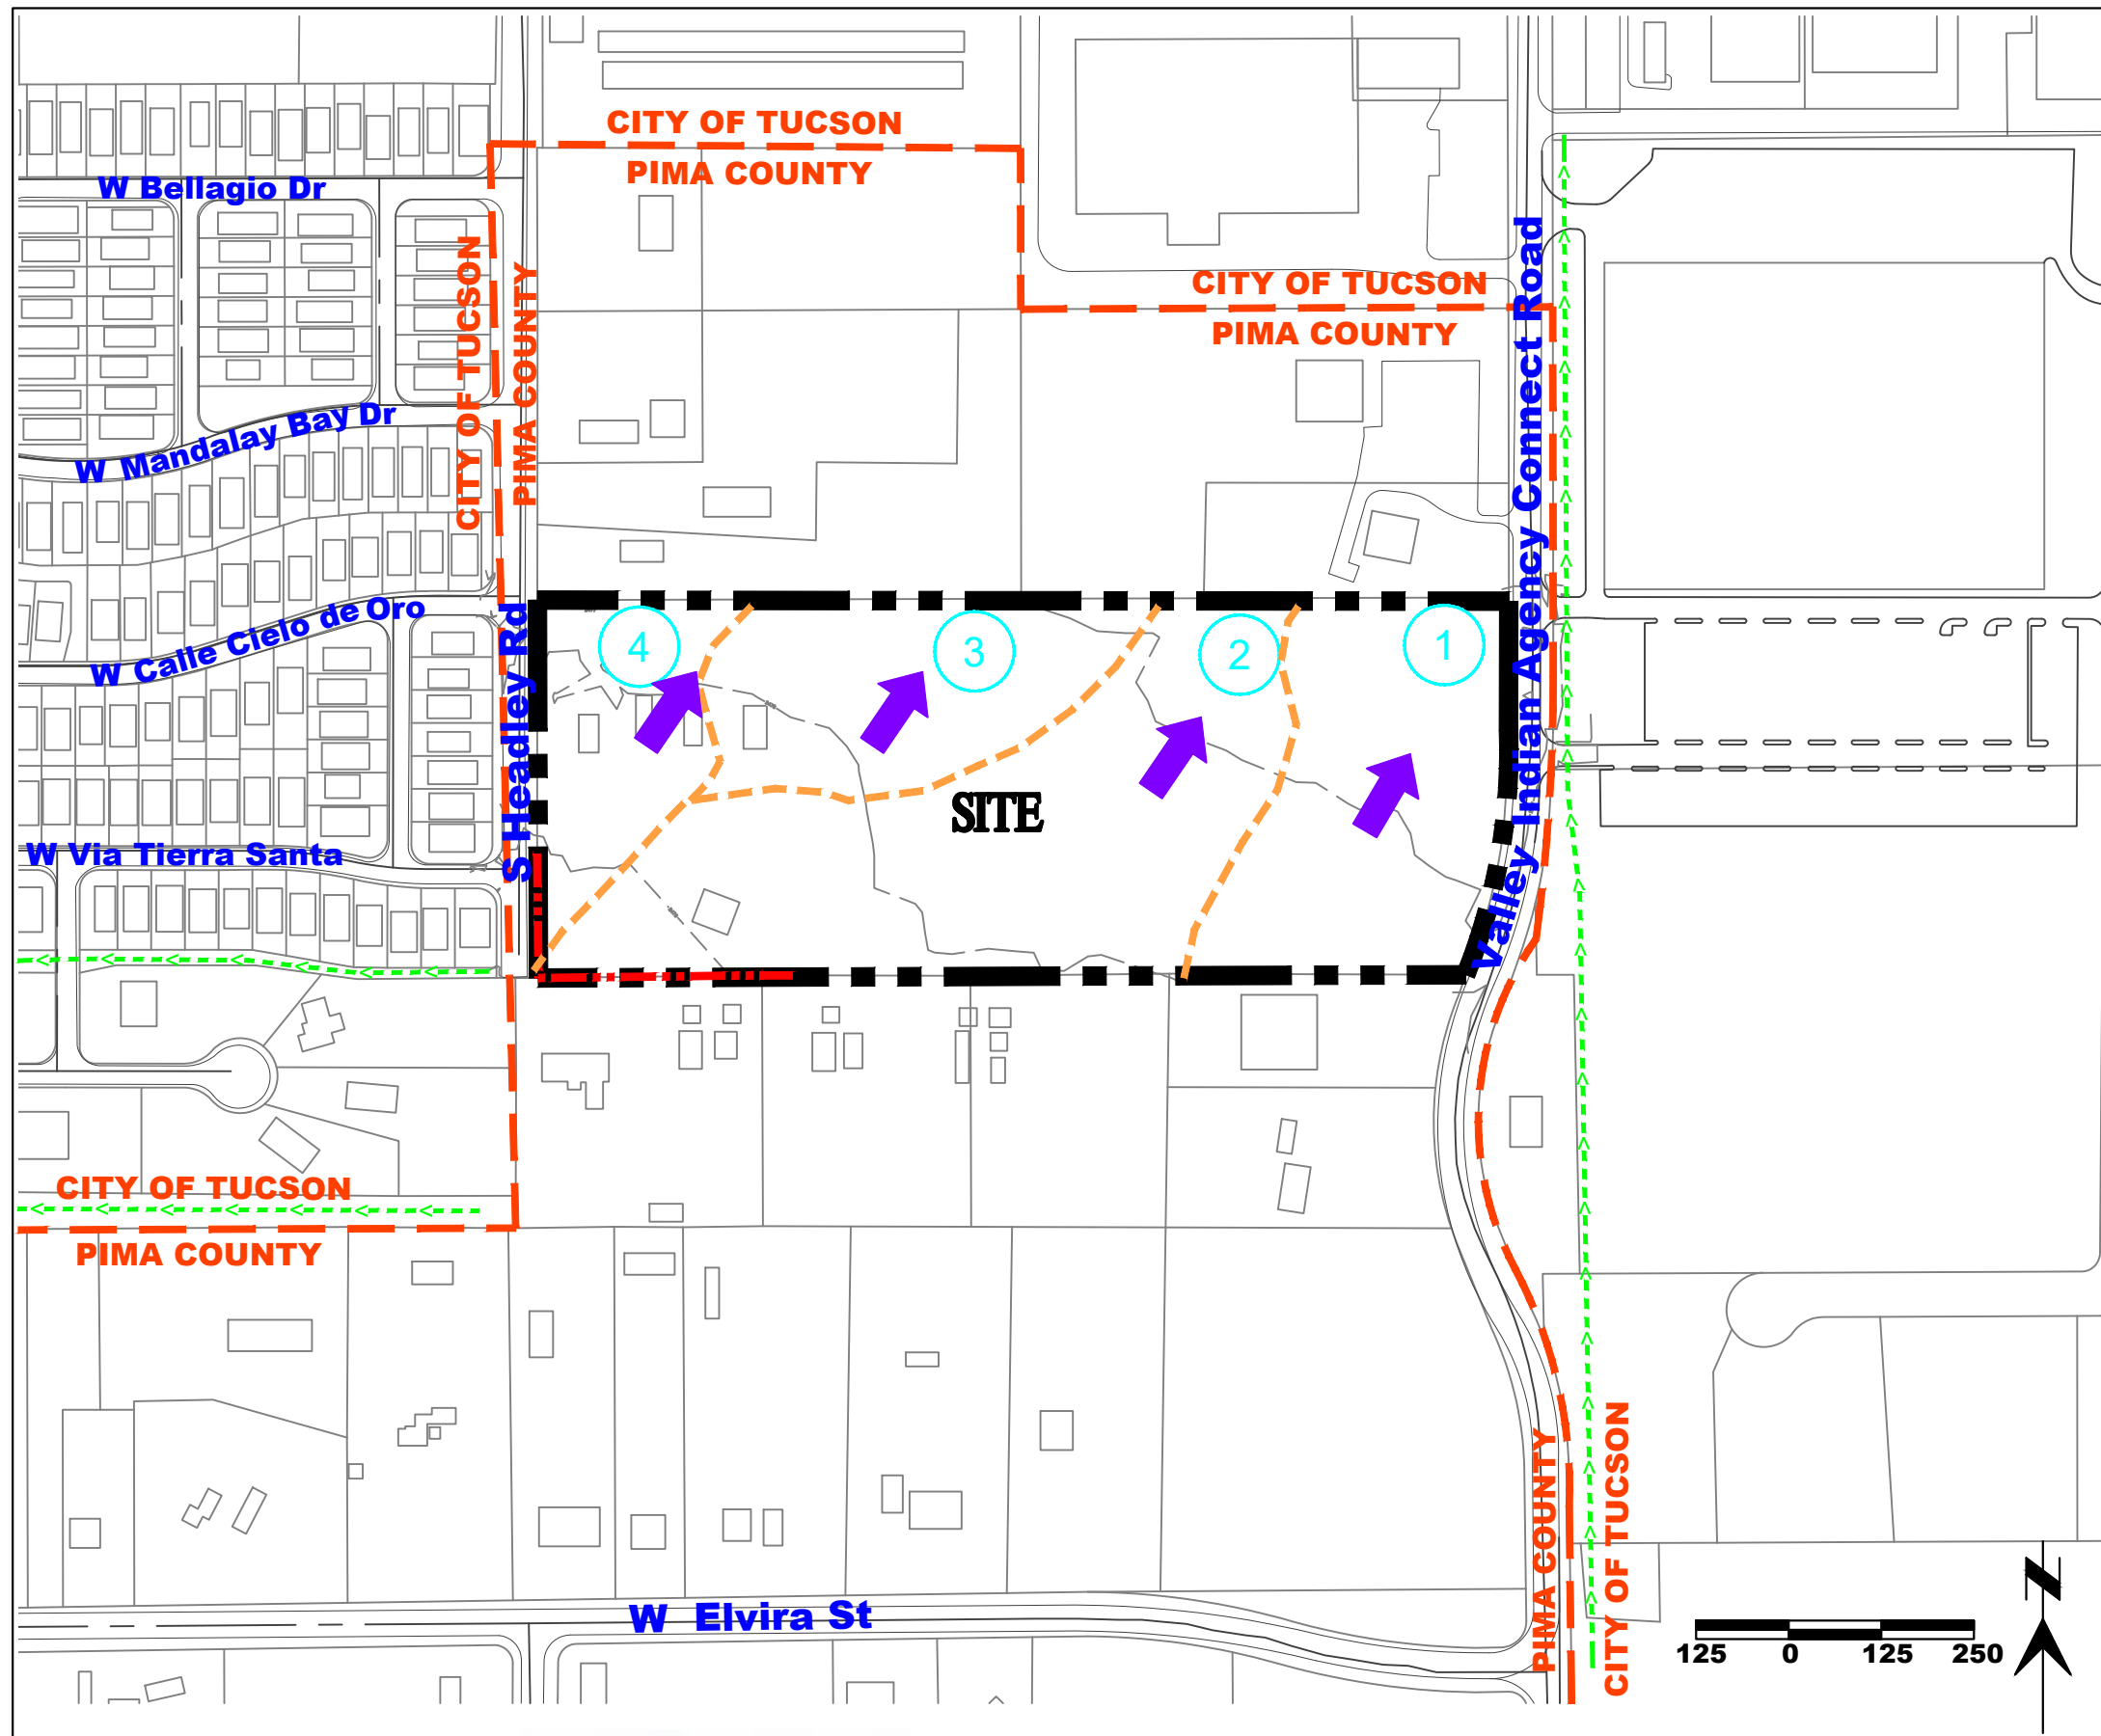 CITY OF TUCSON
PIMA COUNTY
W Bellagio Dr
CITY OF TUCSON
PIMA COUNTY
CITY OF TUCSON
PIMA COUNTY
Valley Indian Agency Connect Road
W Mandalay Bay Dr
W Calle Cielo de Oro
S Headley Rd
4
3
2
1
SITE
W Via Tierra Santa
CITY OF TUCSON
PIMA COUNTY
PIMA COUNTY
CITY OF TUCSON
W Elvira St
125 0 125 250
N